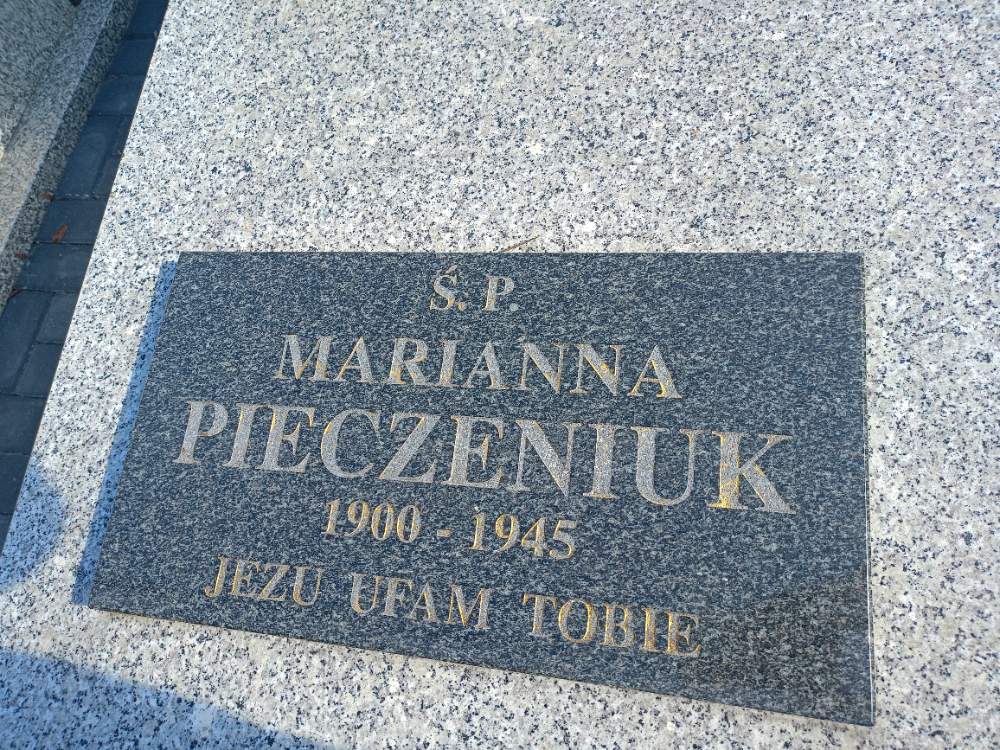 Ś. P.
MARIANNA
PIECZENIUK
1900 - 1945
JEZU UFAM TOBIE